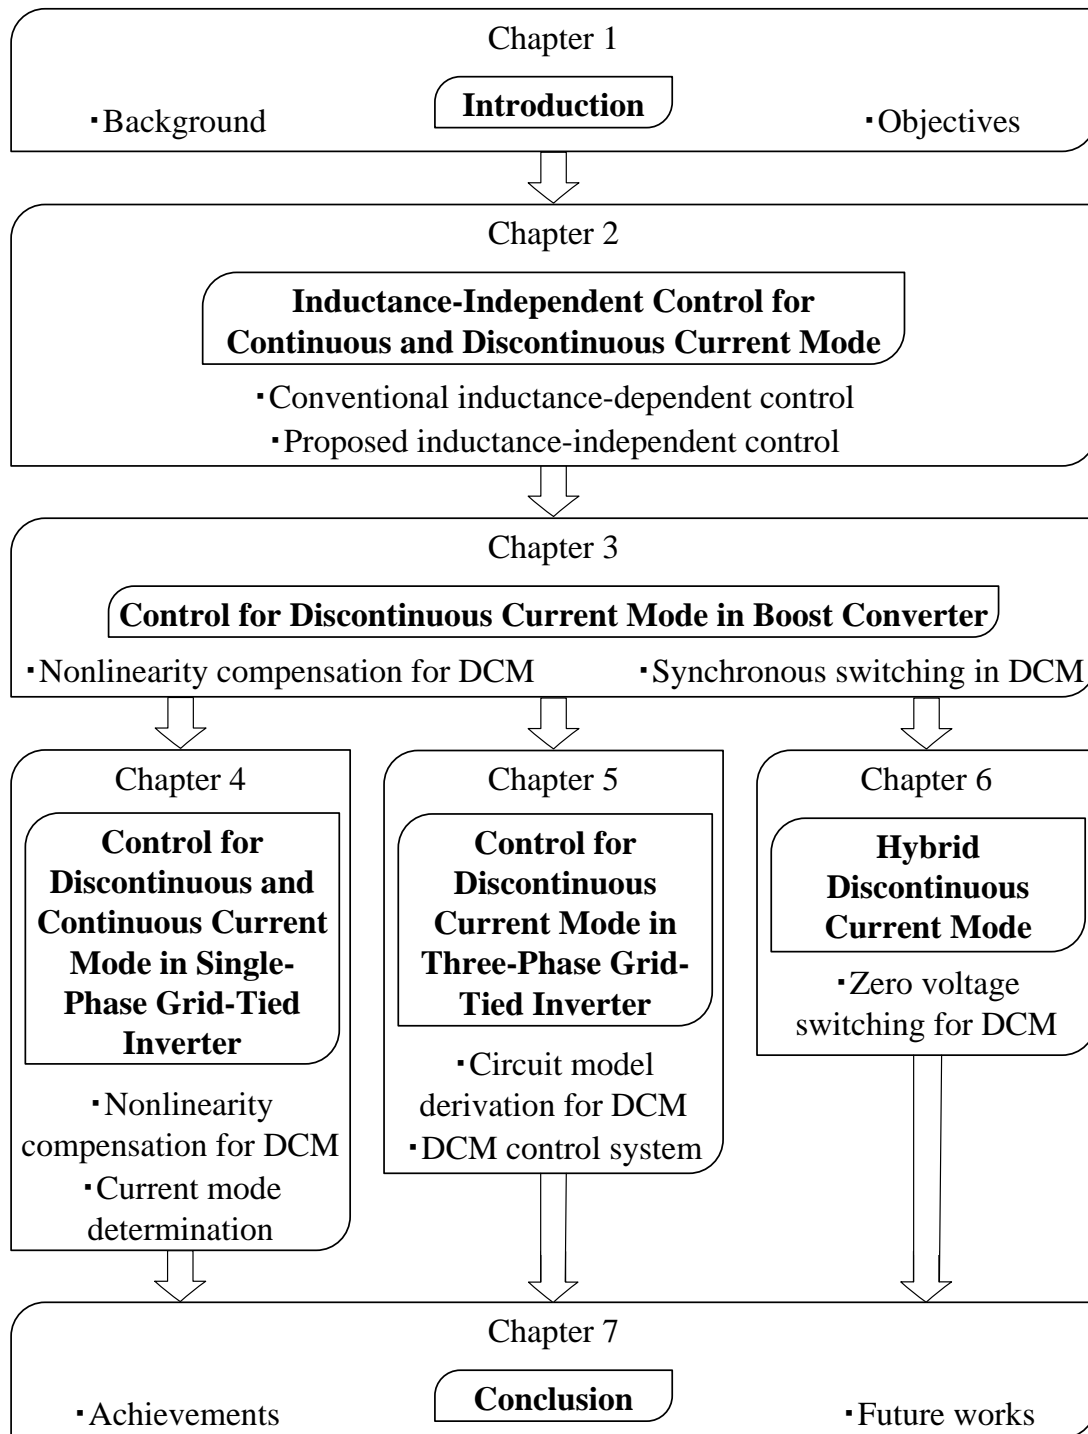 Chapter 1
Introduction
▪Background
▪Objectives
Chapter 2
Inductance-Independent Control for
Continuous and Discontinuous Current Mode
▪Conventional inductance-dependent control
▪Proposed inductance-independent control
Chapter 3
Control for Discontinuous Current Mode in Boost Converter
▪Nonlinearity compensation for DCM
▪Synchronous switching in DCM
Chapter 4
Control for
Discontinuous and
Continuous Current
Mode in Single-
Phase Grid-Tied
Inverter
▪Nonlinearity
compensation for DCM
▪Current mode
determination
Chapter 5
Control for
Discontinuous
Current Mode in
Three-Phase Grid-
Tied Inverter
▪Circuit model
derivation for DCM
▪DCM control system
Chapter 6
Hybrid
Discontinuous
Current Mode
▪Zero voltage
switching for DCM
Chapter 7
Conclusion
▪Achievements
▪Future works